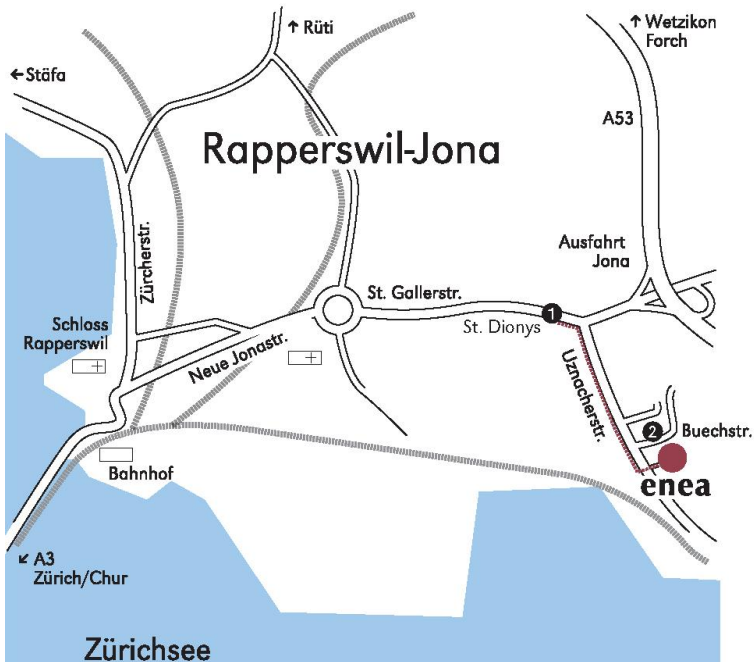 ↑ Rüti
↑ Wetzikon
Forch
← Stäfa
A53
Rapperswil-Jona
Zürcherstr.
Ausfahrt
Jona
St. Gallerstr.
1
St. Dionys
Schloss
Rapperswil
Neue Jonastr.
Uznacherstr.
2
Buechstr.
Bahnhof
enea
↙ A3
Zürich/Chur
Zürichsee